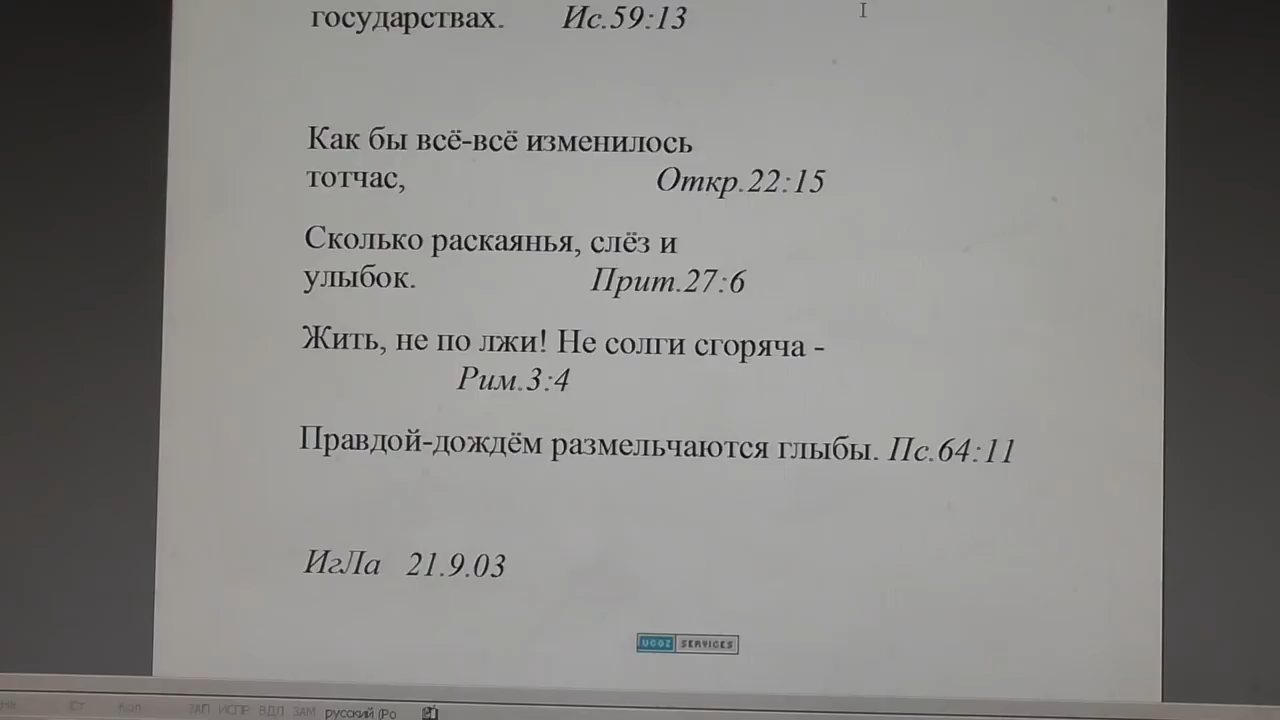 государствах. Ис.59:13
Как бы всё-всё изменилось
тотчас, Откр.22:15
Сколько раскаянья, слёз и
улыбок. Прит.27:6
Жить, не по лжи! Не солги сгоряча -
Рим.3:4
Правдой-дождём размельчаются глыбы. Пс.64:11
ИгЛа 21.9.03
UCOZ SERVICES
Ст Кол ЗАП ИСПР ВДЛ ЗАМ русский (Ро